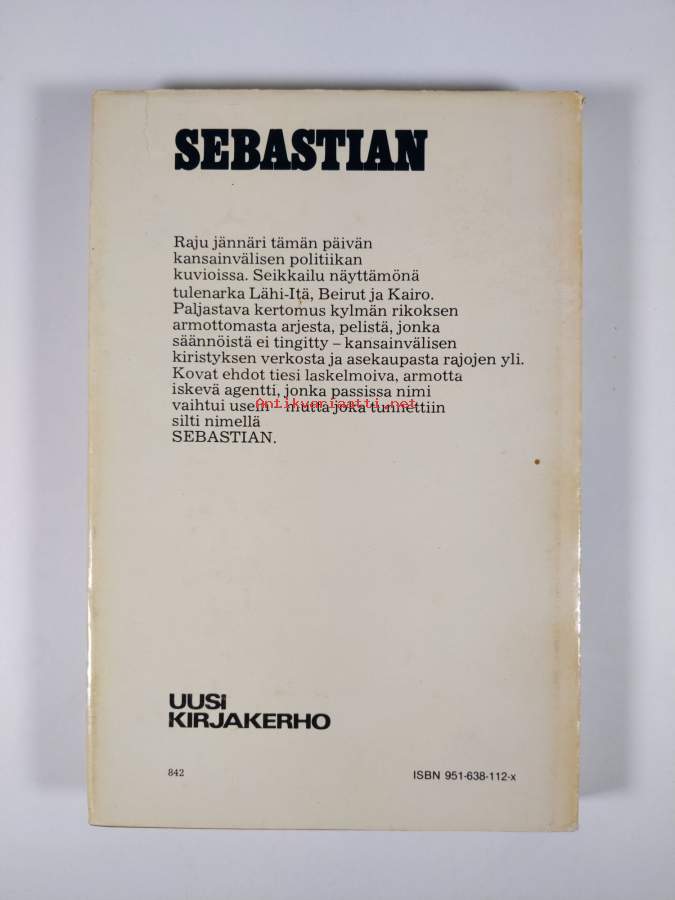 SEBASTIAN
Raju jännäri tämän päivän
kansainvälisen politiikan
kuvioissa. Seikkailu näyttämönä
tulenarka Lähi-Itä, Beirut ja Kairo.
Paljastava kertomus kylmän rikoksen
armottomasta arjesta, pelistä, jonka
säännöistä ei tingitty – kansainvälisen
kiristyksen verkosta ja asekaupasta rajojen yli.
Kovat ehdot tiesi laskelmoiva, armotta
iskevä agentti, jonka passissa nimi
vaihtui usein – mutta joka tunnettiin
Antikvariaatti.net
silti nimellä
SEBASTIAN.
UUSI
KIRJAKERHO
842
ISBN 951-638-112-x